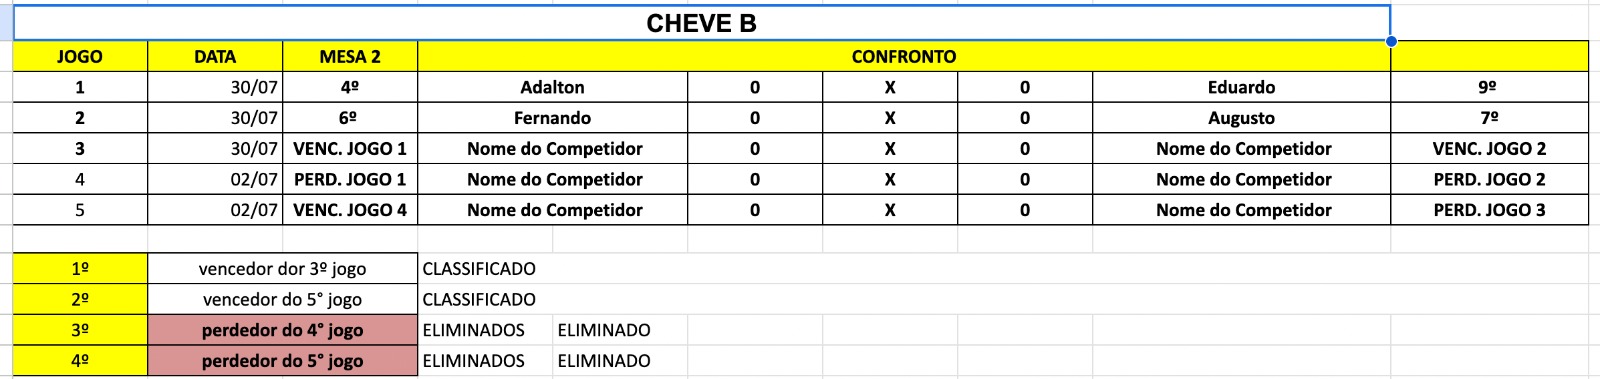 CHEVE B
JOGO DATA MESA 2 CONFRONTO
1 30/07 4º Adalton 0 X 0 Eduardo 9º
2 30/07 6º Fernando 0 X 0 Augusto 7º
3 30/07 VENC. JOGO 1 Nome do Competidor 0 X 0 Nome do Competidor VENC. JOGO 2
4 02/07 PERD. JOGO 1 Nome do Competidor 0 X 0 Nome do Competidor PERD. JOGO 2
5 02/07 VENC. JOGO 4 Nome do Competidor 0 X 0 Nome do Competidor PERD. JOGO 3
1º vencedor dor 3º jogo CLASSIFICADO
2º vencedor do 5° jogo CLASSIFICADO
3º perdedor do 4° jogo ELIMINADOS ELIMINADO
4º perdedor do 5° jogo ELIMINADOS ELIMINADO